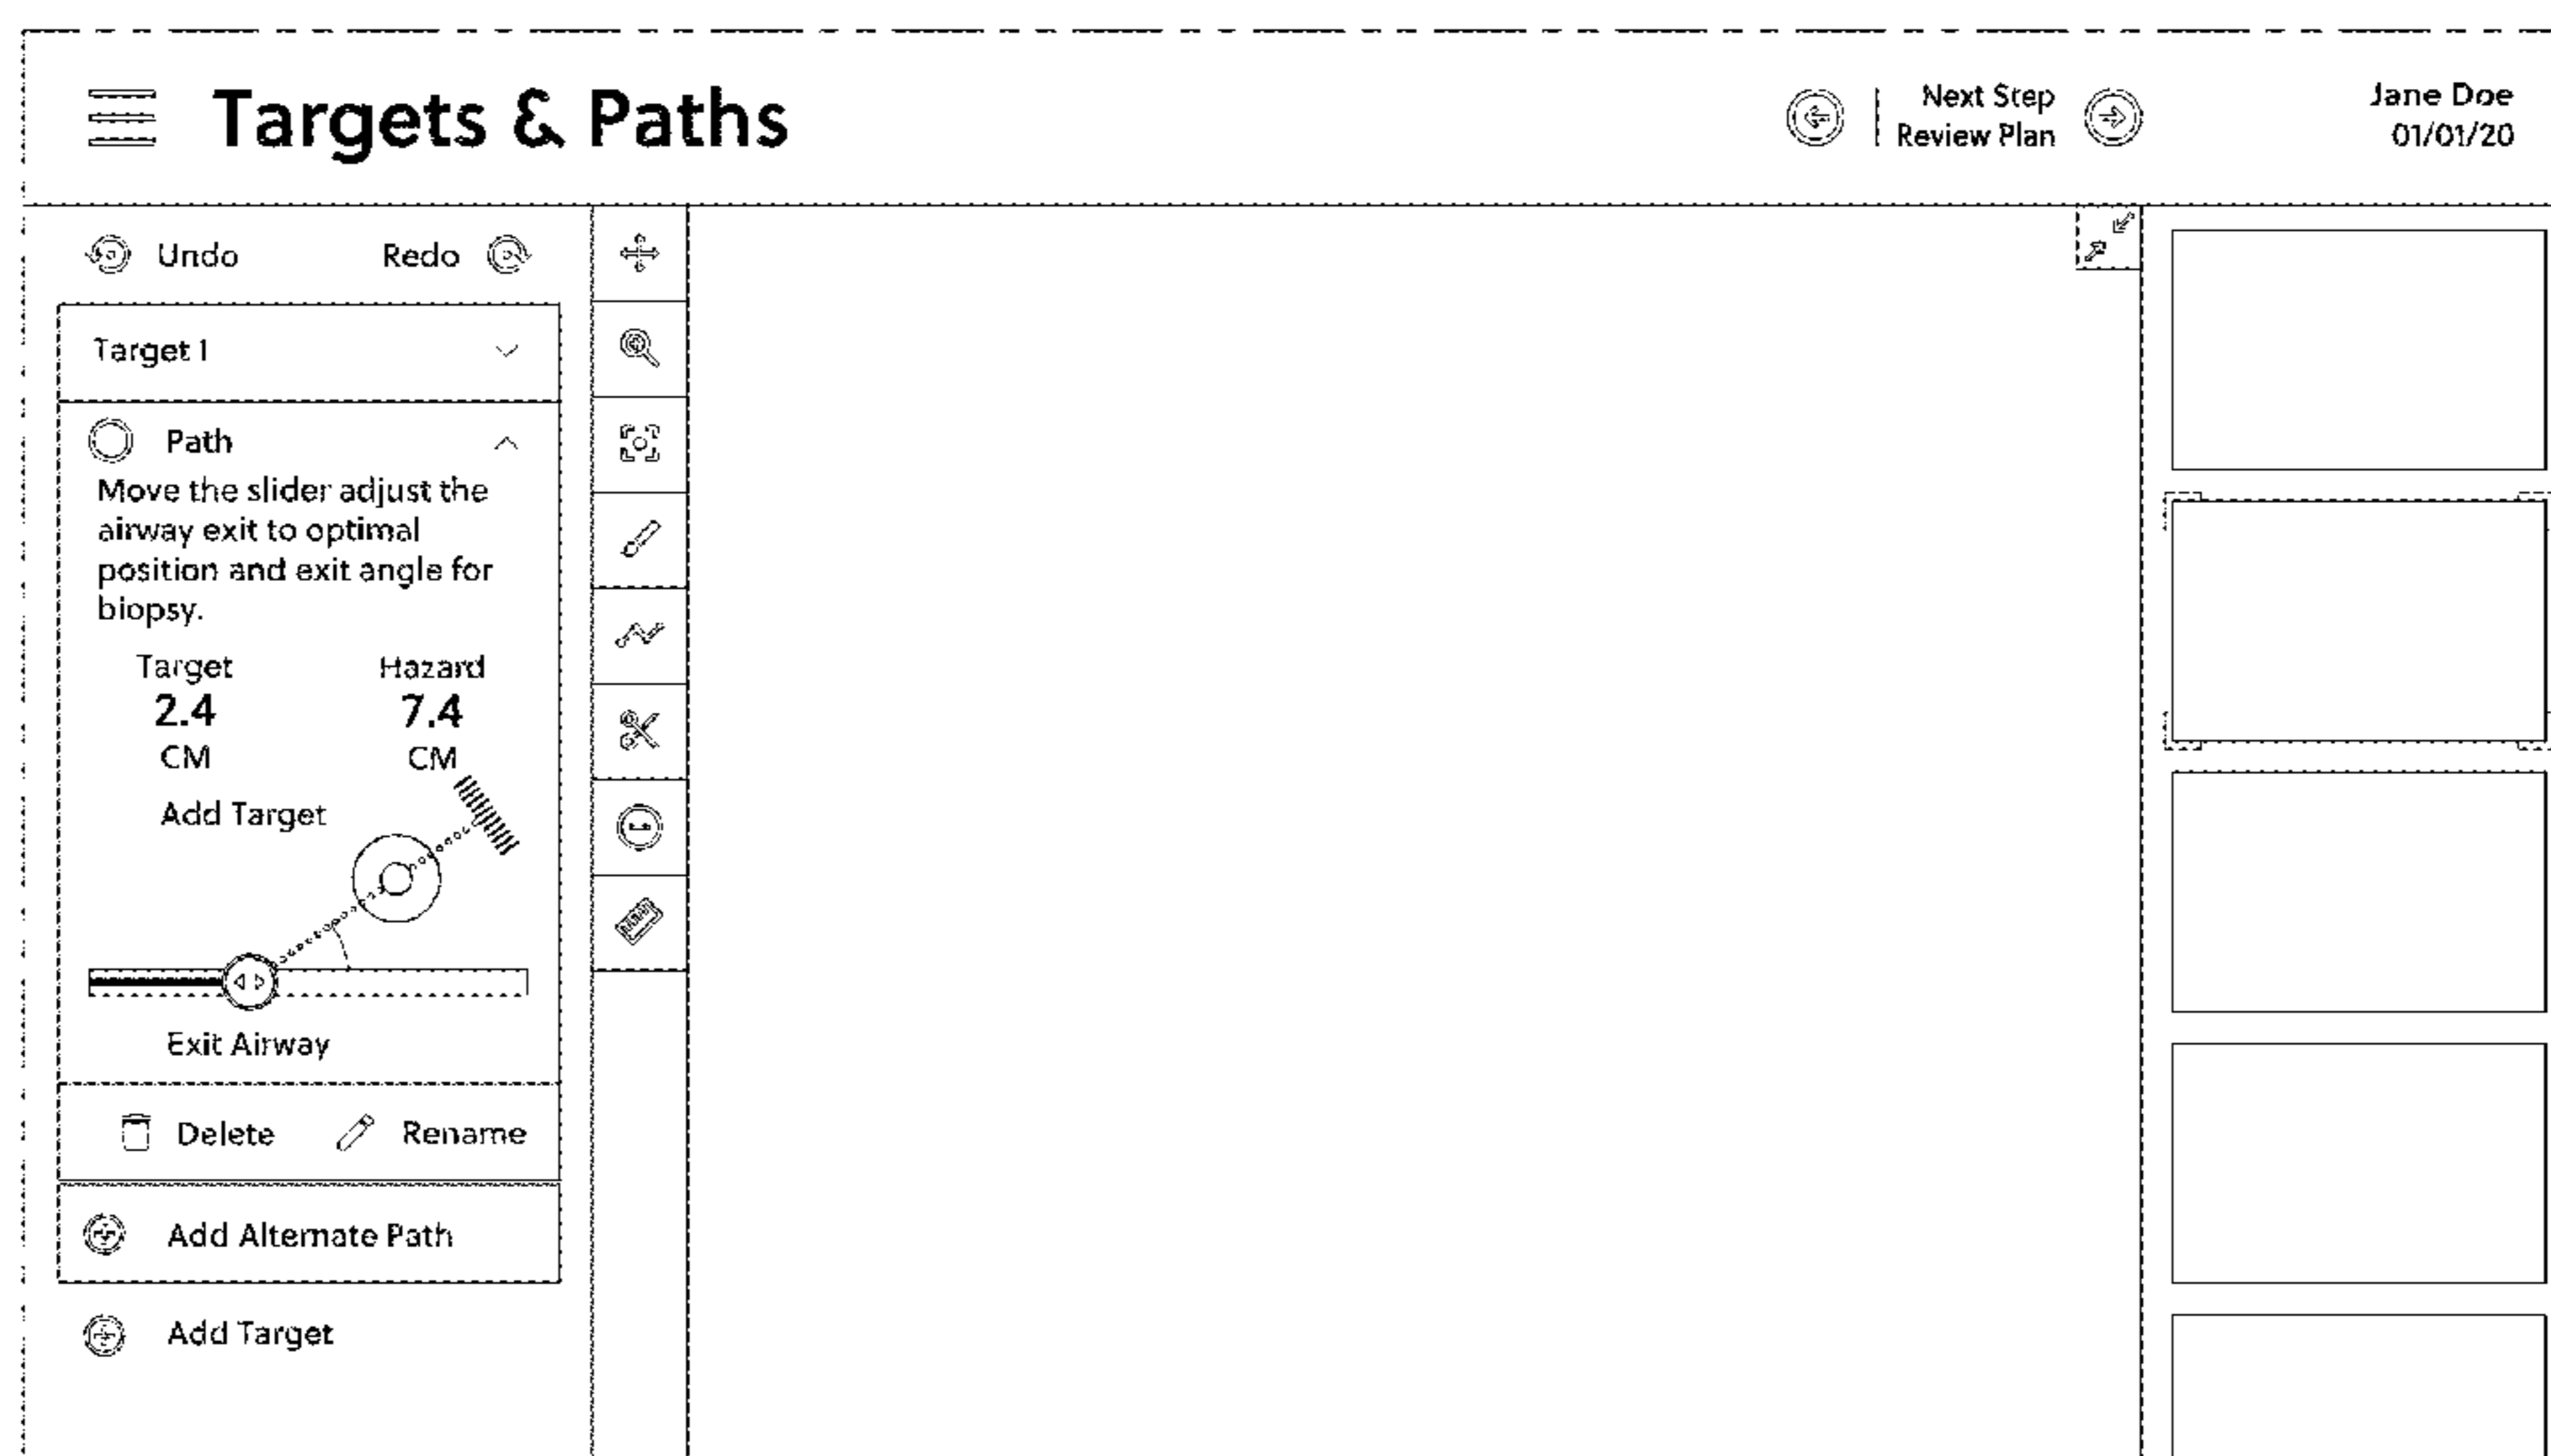 Targets & Paths
Next Step
Review Plan
Jane Doe
01/01/20
Undo Redo
Target 1
Path
Move the slider adjust the
airway exit to optimal
position and exit angle for
biopsy.
Target Hazard
2.4 7.4
CM CM
Add Target
Exit Airway
Delete Rename
Add Alternate Path
Add Target